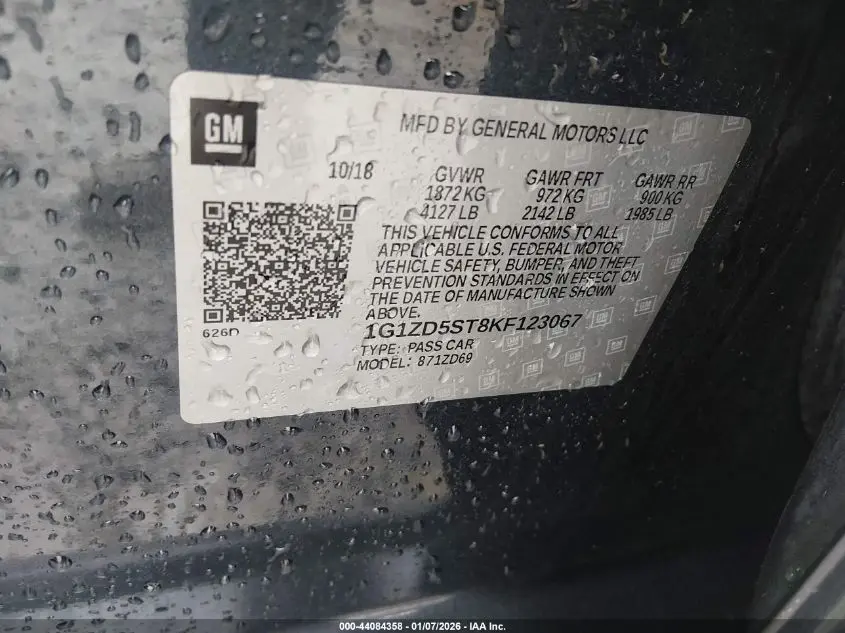 GM
MFD BY GENERAL MOTORS LLC
10/18 GVWR GAWR FRT GAWR RR
1872 KG 972 KG 900 KG
4127 LB 2142 LB 1985 LB
THIS VEHICLE CONFORMS TO ALL
APPLICABLE U.S. FEDERAL MOTOR
VEHICLE SAFETY, BUMPER, AND THEFT
PREVENTION STANDARDS IN EFFECT ON
THE DATE OF MANUFACTURE SHOWN
ABOVE.
626D
1G1ZD5ST8KF123067
TYPE: PASS CAR
MODEL: 871ZD69
000-44084358 - 01/07/2026 - IAA Inc.